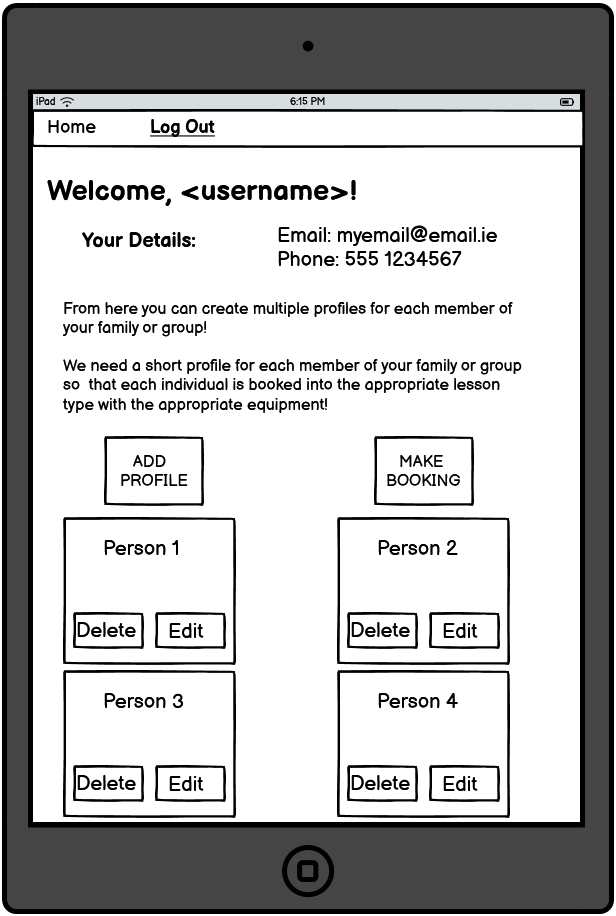 iPad 6:15 PM
Home Log Out
Welcome, <username>!
Your Details:
Email: myemail@email.ie
Phone: 555 1234567
From here you can create multiple profiles for each member of
your family or group!
We need a short profile for each member of your family or group
so  that each individual is booked into the appropriate lesson
type with the appropriate equipment!
ADD
PROFILE
MAKE
BOOKING
Person 1
Delete Edit
Person 2
Delete Edit
Person 3
Delete Edit
Person 4
Delete Edit